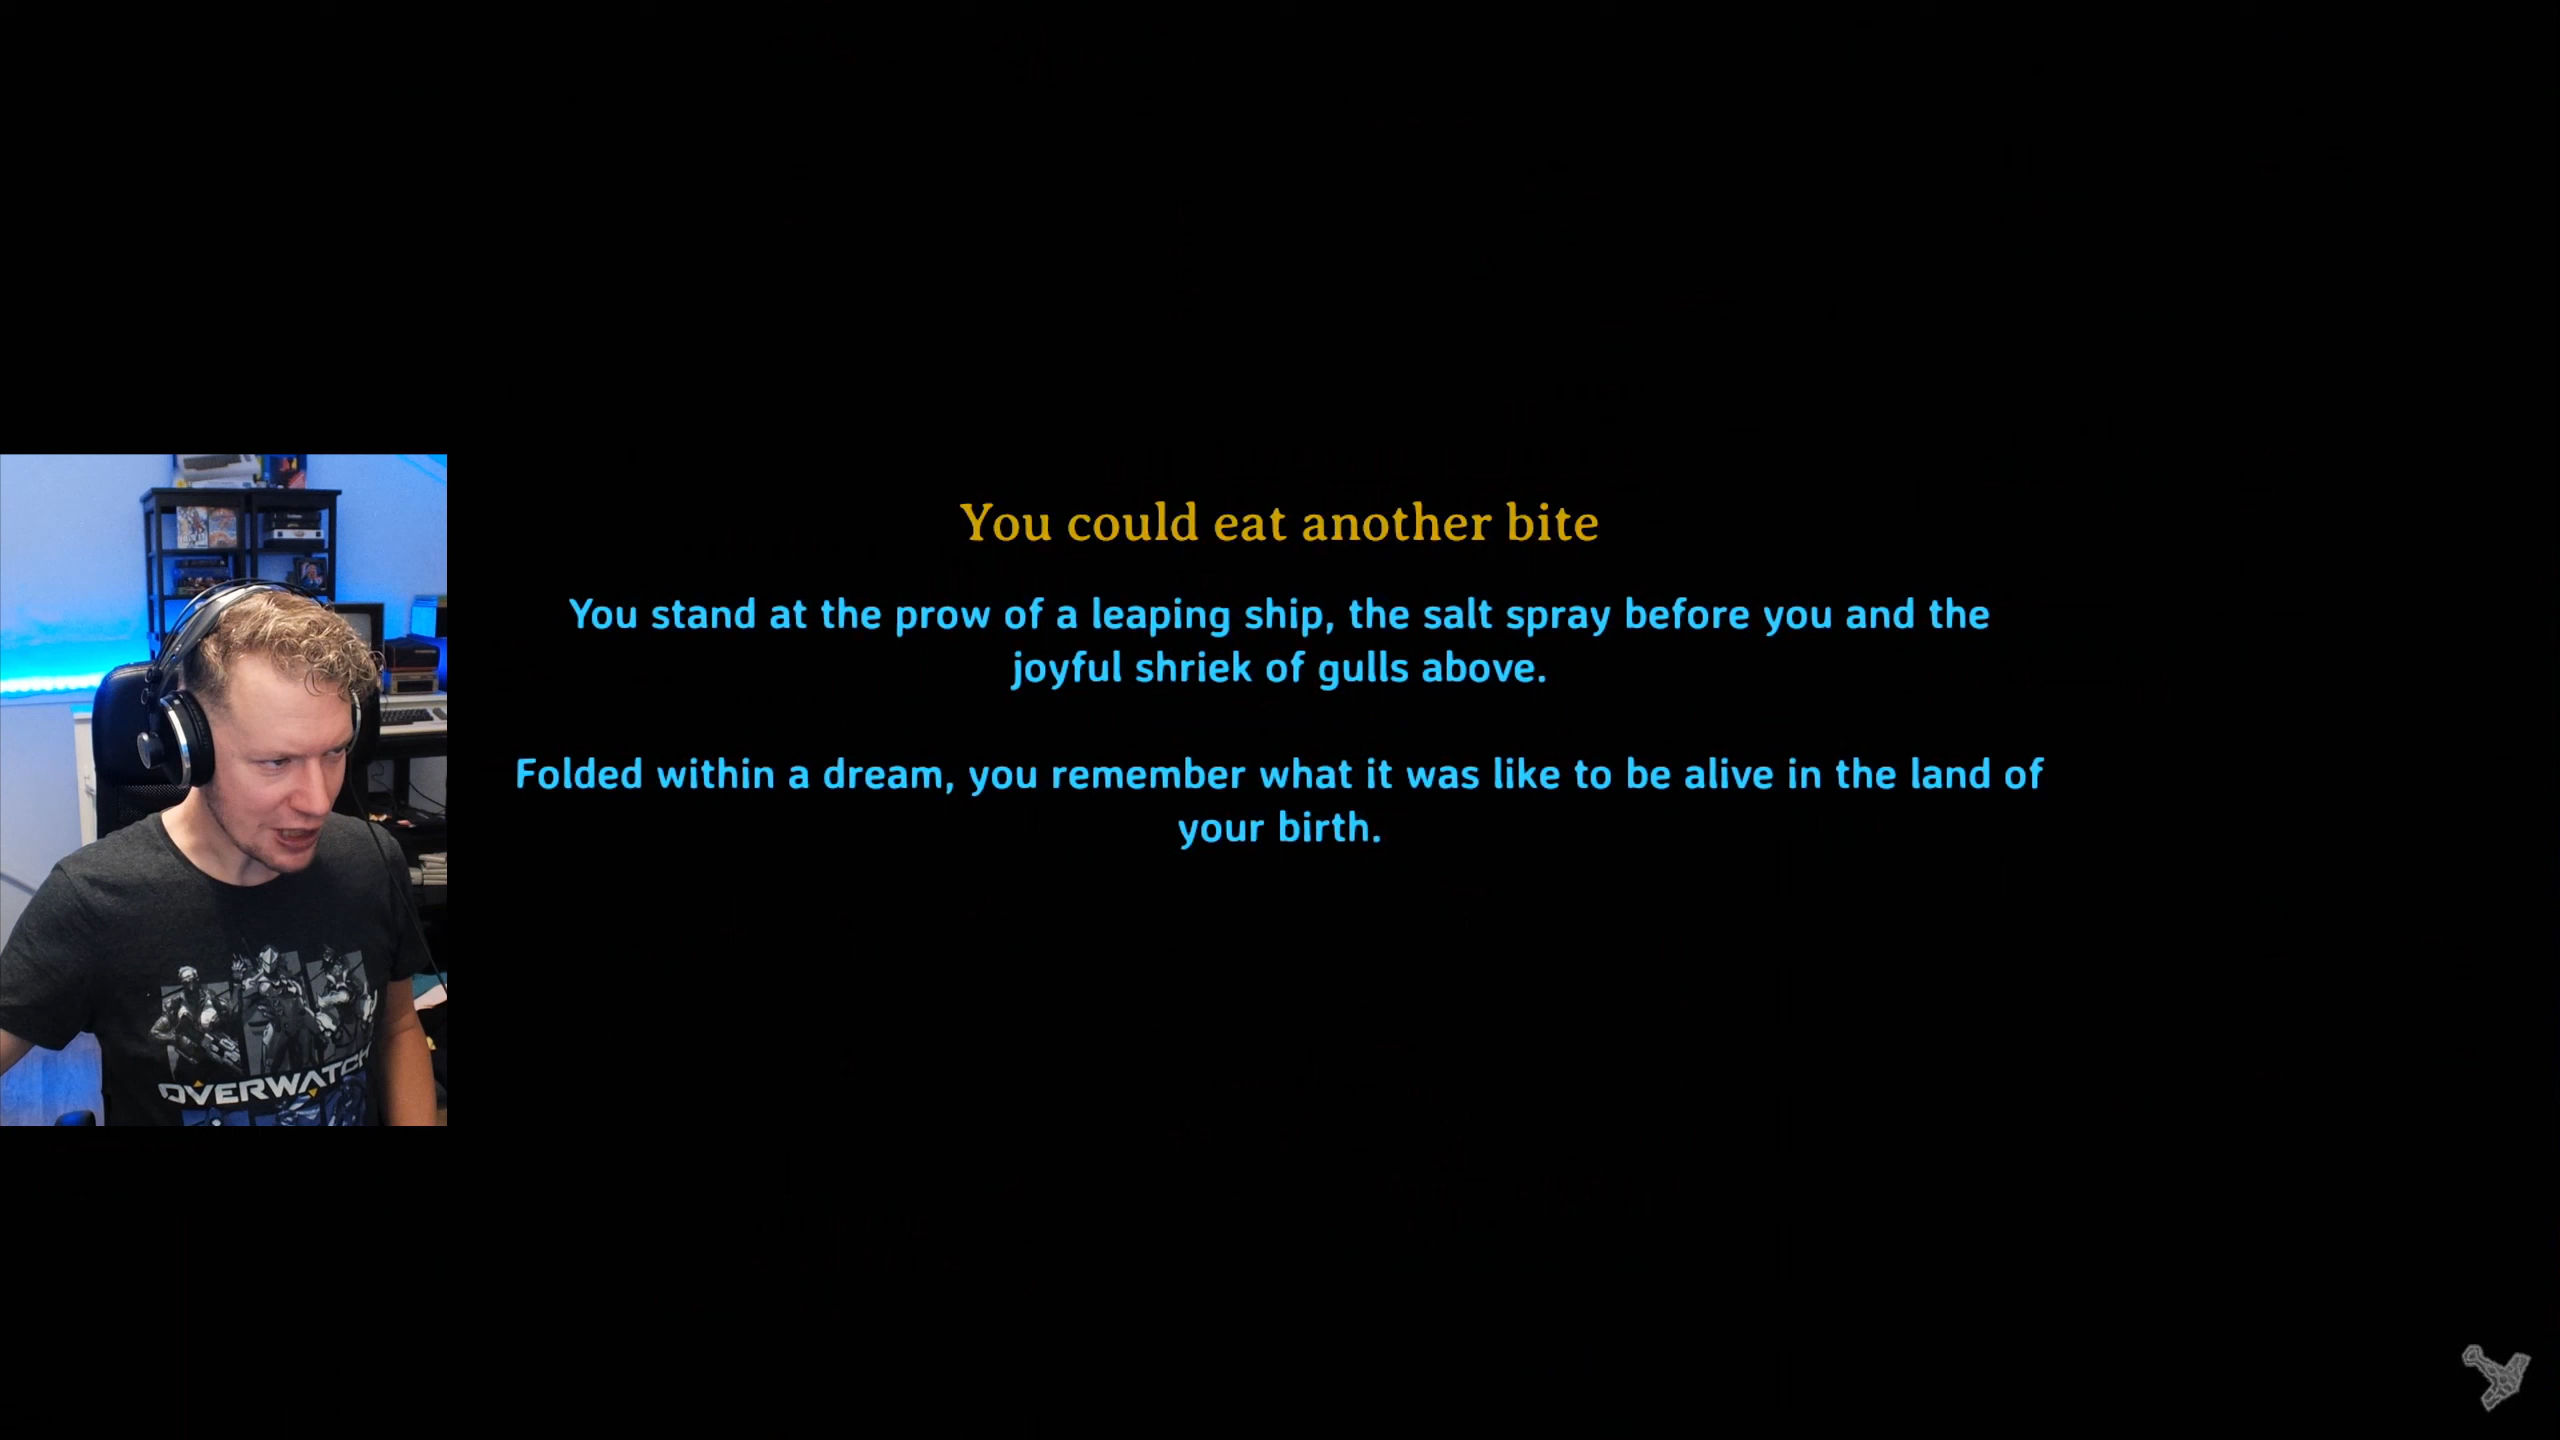 You could eat another bite
You stand at the prow of a leaping ship, the salt spray before you and the
joyful shriek of gulls above.
Folded within a dream, you remember what it was like to be alive in the land of
your birth.
OVERWATCH